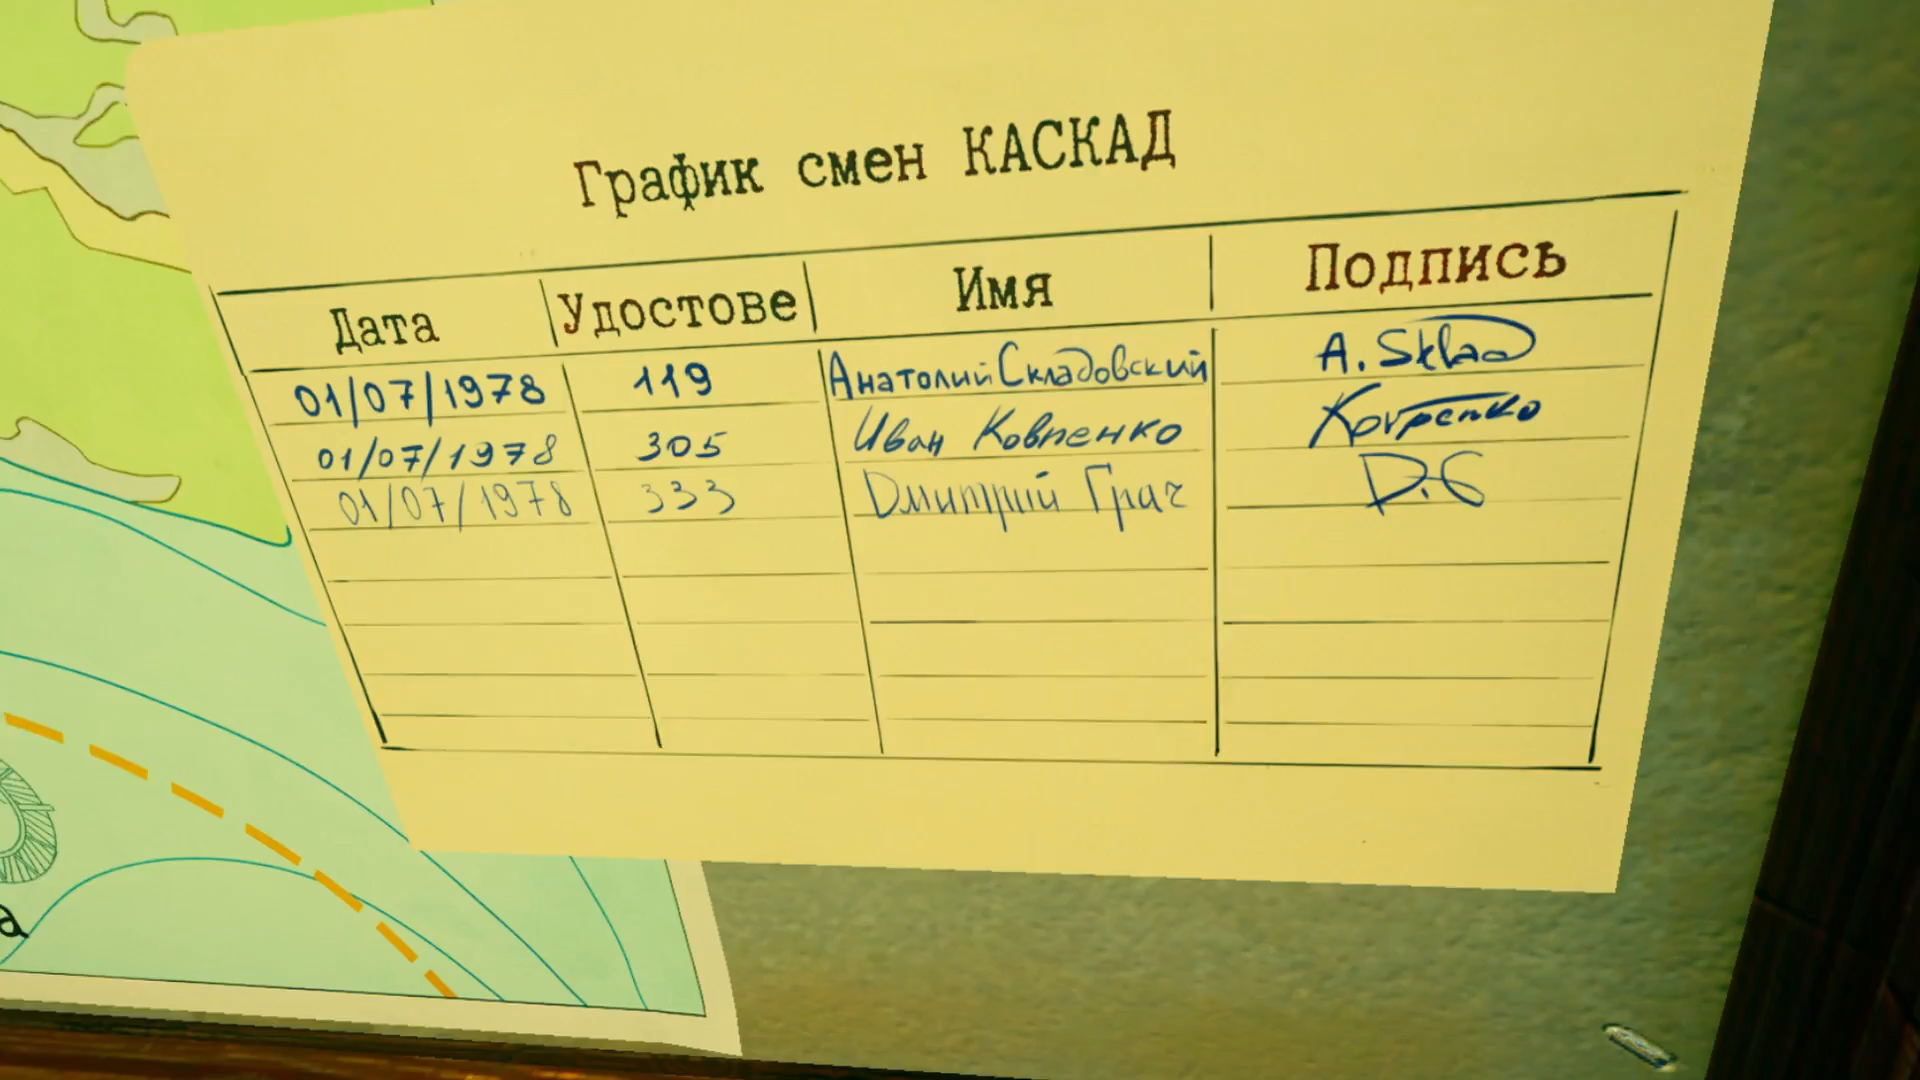 График смен КАСКАД
Дата Удостове Имя Подпись
01/07/1978 119 Анатолий Складовский A. Sklad
01/07/1978 305 Иван Ковпенко
01/07/1978 333 Дмитрий Грач D.G
а